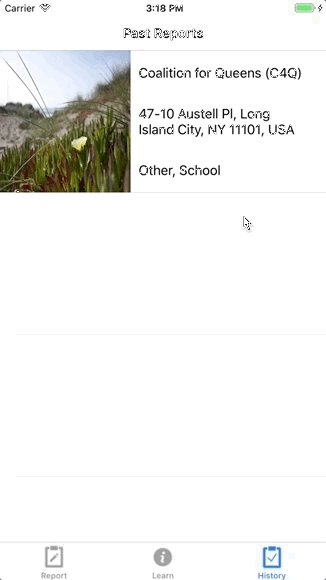 Carrier 3:18 PM
Past Reports
Coalition for Queens (C4Q)
47-10 Austell Pl, Long
Island City, NY 11101, USA
Other, School
Report Learn History